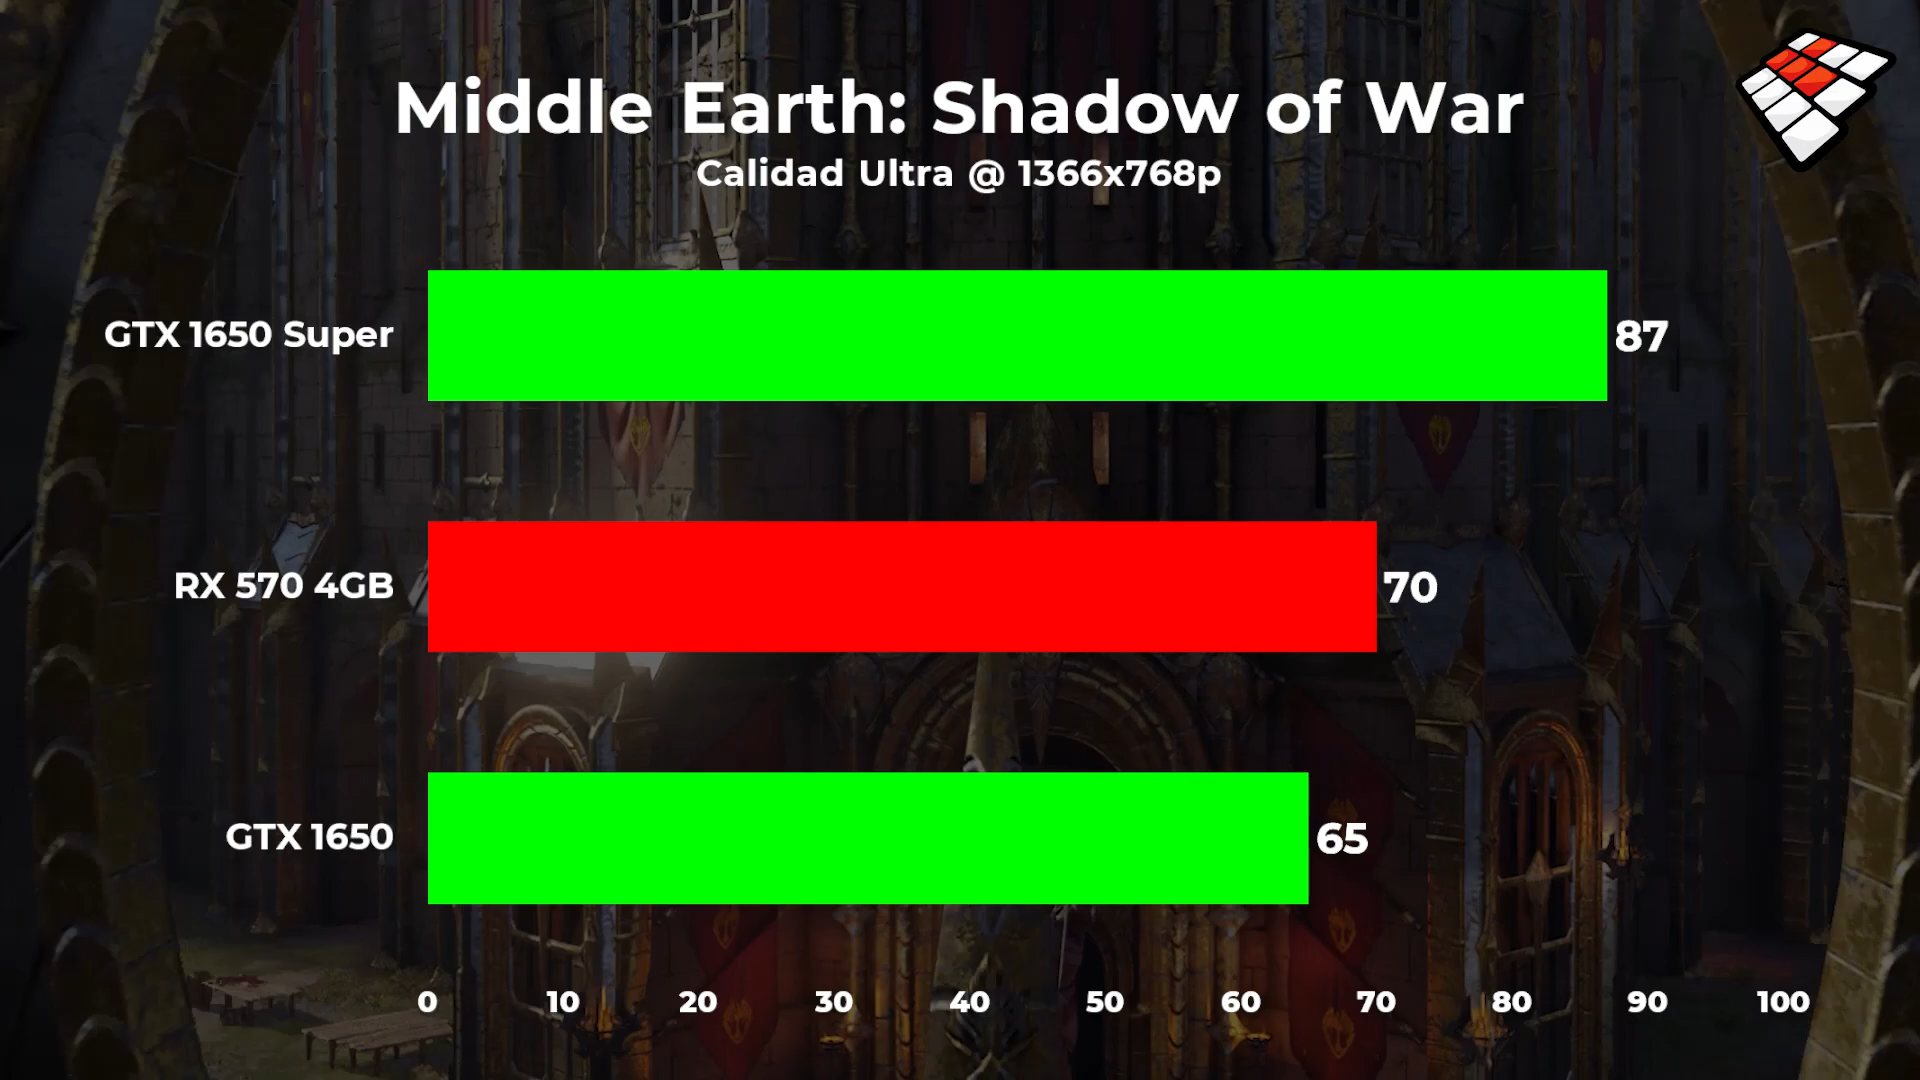 Middle Earth: Shadow of War
Calidad Ultra @ 1366x768p
GTX 1650 Super 87
RX 570 4GB 70
GTX 1650 65
0 10 20 30 40 50 60 70 80 90 100